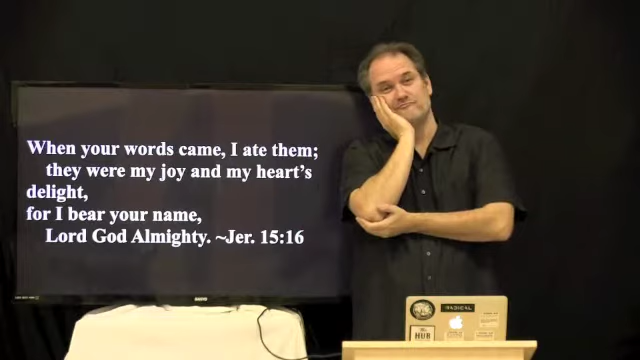 When your words came, I ate them;
they were my joy and my heart's
delight,
for I bear your name,
Lord God Almighty. ~Jer. 15:16
SANYO
RADICAL
HUB